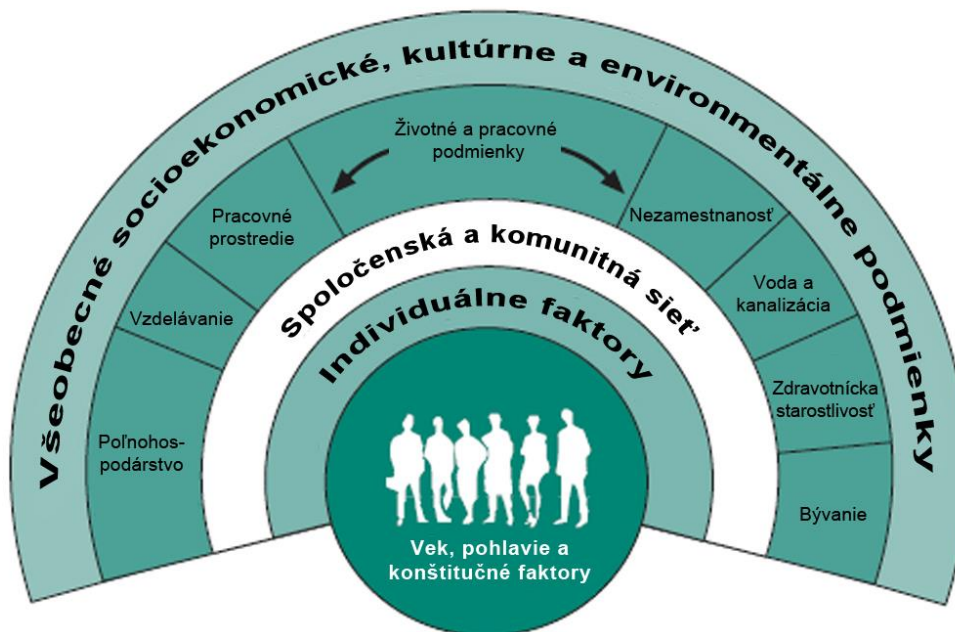 Všeobecné socioekonomické, kultúrne a environmentálne podmienky
Životné a pracovné
podmienky
Pracovné
prostredie
Nezamestnanosť
Vzdelávanie
Voda a
kanalizácia
Poľnohos-
podárstvo
Zdravotnícka
starostlivosť
Bývanie
Spoločenská a komunitná sieť
Individuálne faktory
Vek, pohlavie a
konštitučné faktory